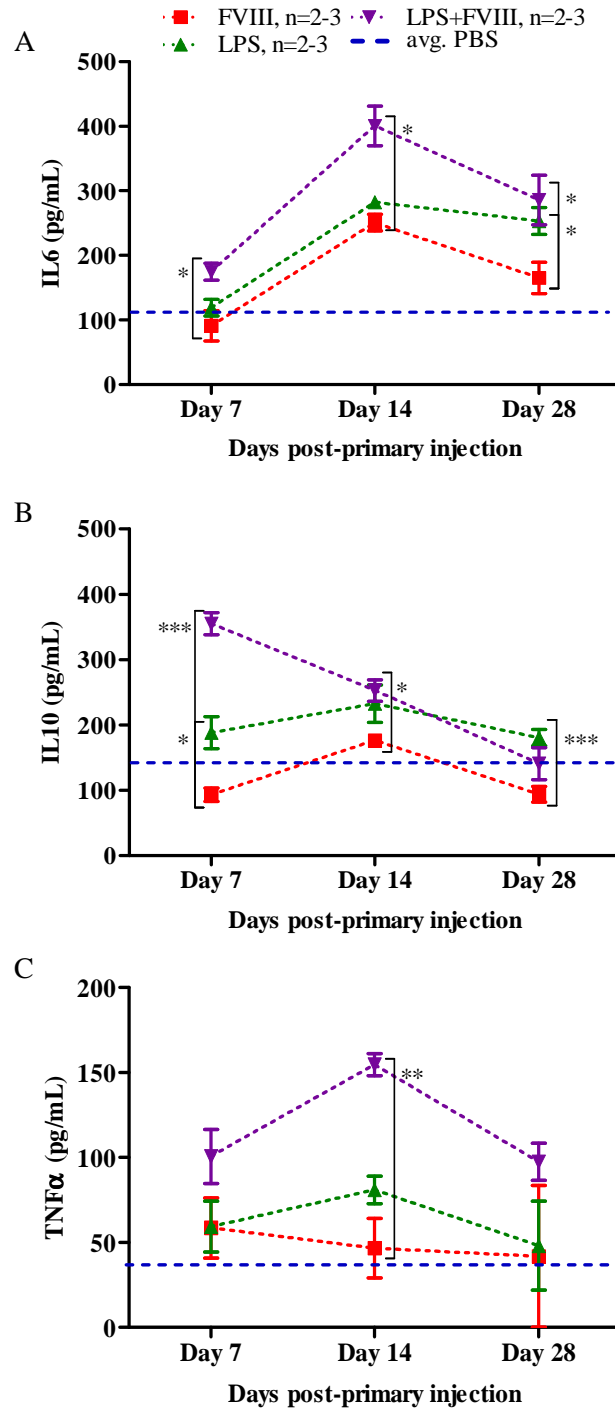 FVIII, n=2-3 LPS+FVIII, n=2-3
LPS, n=2-3 avg. PBS
A
500
400
300
200
100
0
IL6 (pg/mL)
*
*
*
*
Day 7 Day 14 Day 28
Days post-primary injection
B
500
400
300
200
100
0
IL10 (pg/mL)
***
*
*
***
Day 7 Day 14 Day 28
Days post-primary injection
C
200
150
100
50
0
TNFα (pg/mL)
**
Day 7 Day 14 Day 28
Days post-primary injection